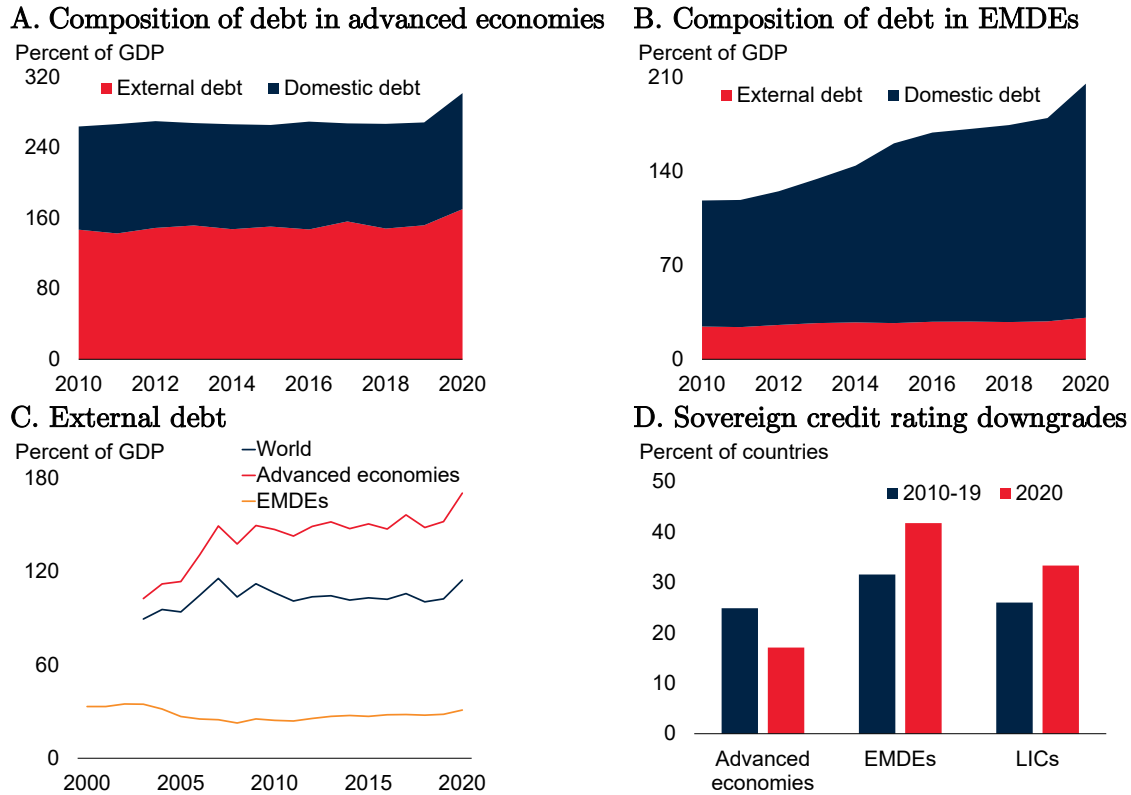 A. Composition of debt in advanced economies
Percent of GDP
320
External debt Domestic debt
240
160
80
0
2010 2012 2014 2016 2018 2020
B. Composition of debt in EMDEs
Percent of GDP
210
External debt Domestic debt
140
70
0
2010 2012 2014 2016 2018 2020
C. External debt
Percent of GDP
World
Advanced economies
EMDEs
180
120
60
0
2000 2005 2010 2015 2020
D. Sovereign credit rating downgrades
Percent of countries
50
2010-19 2020
40
30
20
10
0
Advanced economies EMDEs LICs